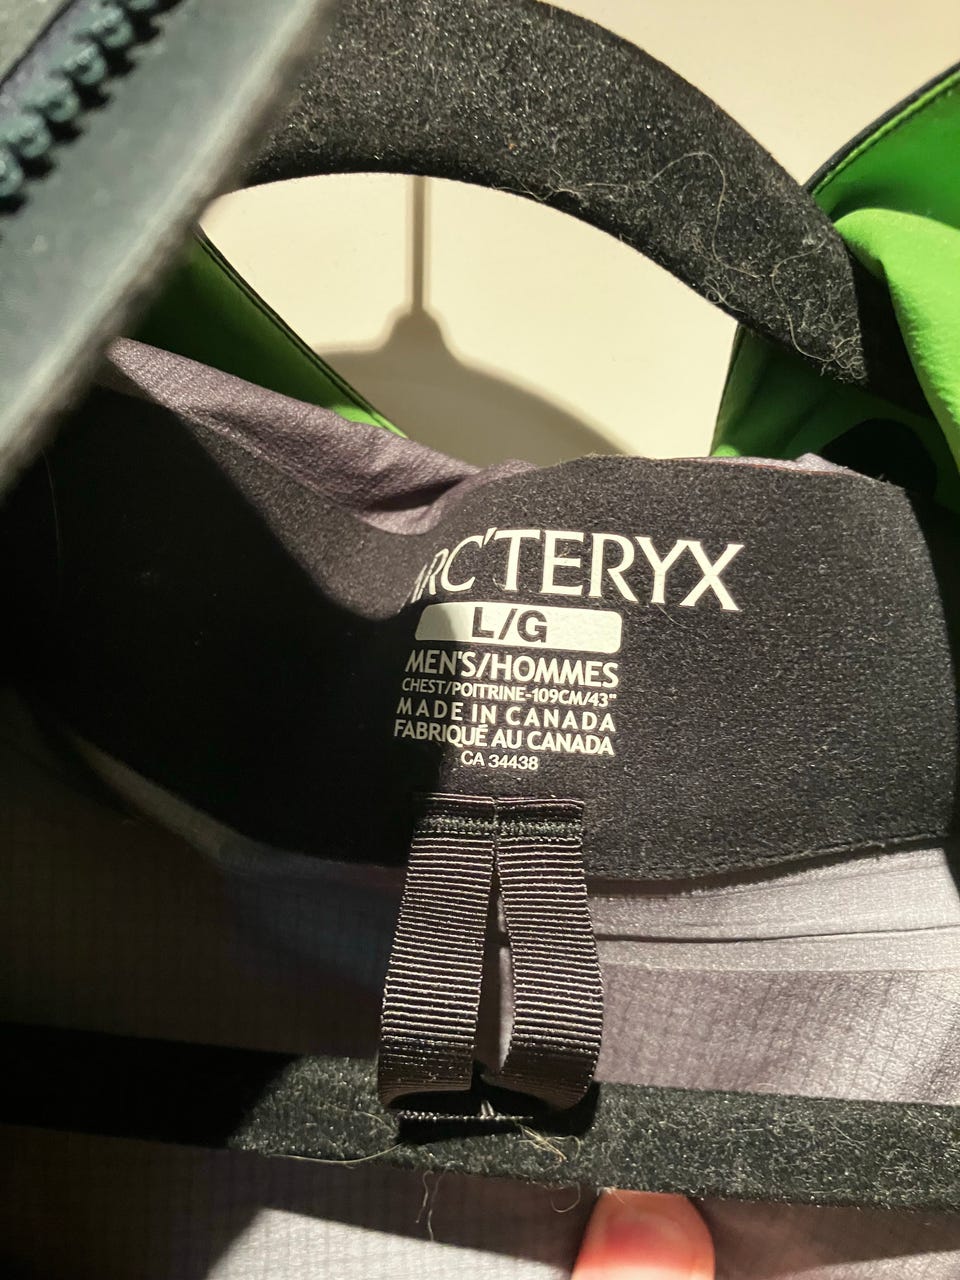 ARC'TERYX
L/G
MEN'S/HOMMES
CHEST/POITRINE-109CM/43"
MADE IN CANADA
FABRIQUÉ AU CANADA
CA 34438